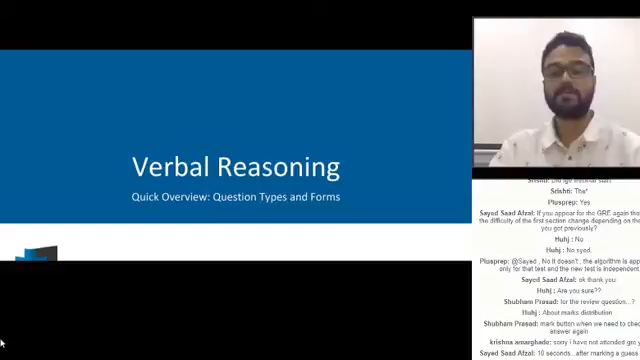 Verbal Reasoning
Quick Overview: Question Types and Forms
Srishti: Tha*
Plusprep: Yes
Sayed Saad Afzal: If you appear for the GRE again
the difficulty of the first section change depending on the
you got previously?
Huhj : No
Huhj : No syed.
Plusprep: @Sayed , No it doesn't , the algorithm is
only for that test and the new test is independent
Sayed Saad Afzal: ok thank you
Huhj : Are you sure??
Shubham Prasad: for the review question...?
Huhj : About marks distribution
Shubham Prasad: mark button when we need to
answer again
krishna amarghade: sorry i have not attended gre
Sayed Saad Afzal: 10 seconds...after marking a guess